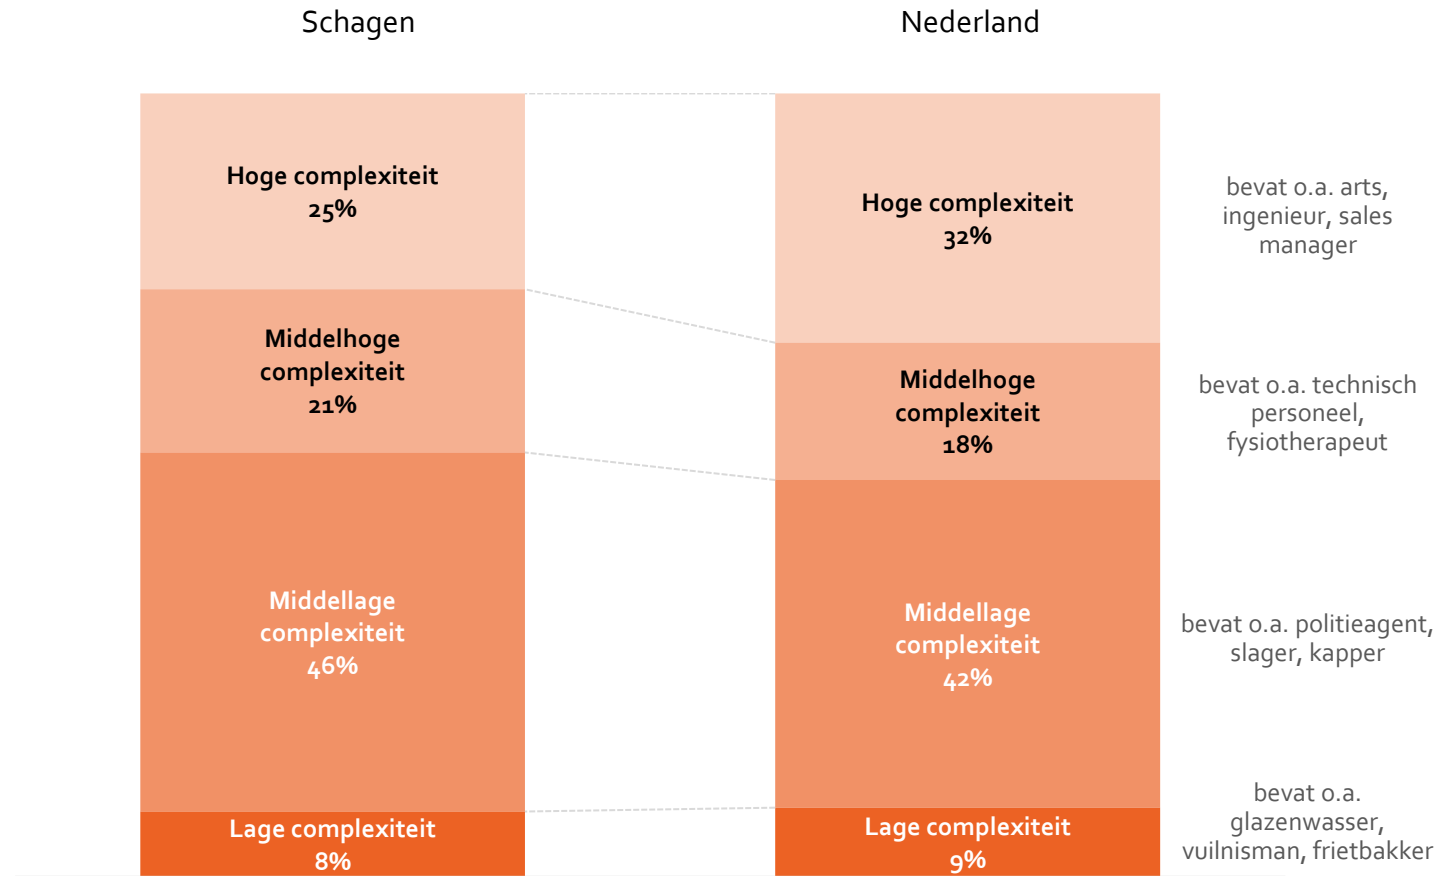 Schagen
Nederland
Hoge complexiteit
25%
Middelhoge
complexiteit
21%
Middellage
complexiteit
46%
Lage complexiteit
8%
Hoge complexiteit
32%
Middelhoge
complexiteit
18%
Middellage
complexiteit
42%
Lage complexiteit
9%
bevat o.a. arts,
ingenieur, sales
manager
bevat o.a. technisch
personeel,
fysiotherapeut
bevat o.a. politieagent,
slager, kapper
bevat o.a.
glazenwasser,
vuilnisman, frietbakker